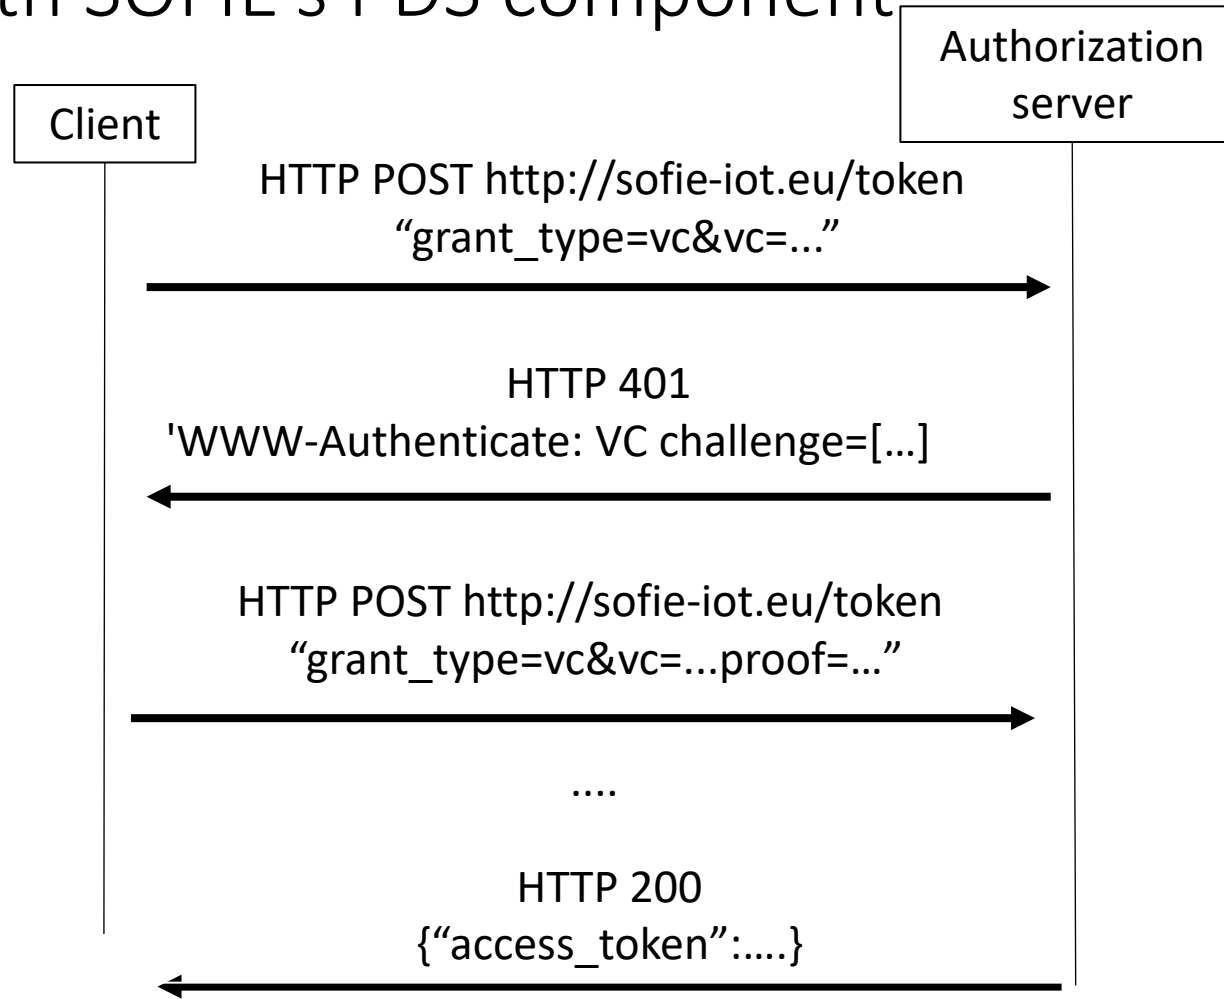 SOFIE's PDS component
Authorization
server
Client
HTTP POST http://sofie-iot.eu/token
“grant_type=vc&vc=...”
HTTP 401
'WWW-Authenticate: VC challenge=[…]
HTTP POST http://sofie-iot.eu/token
“grant_type=vc&vc=...proof=…”
....
HTTP 200
{“access_token”:….}